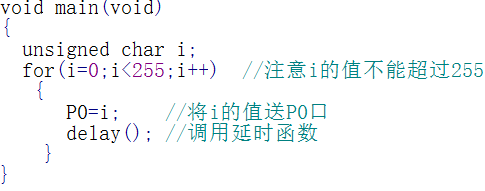 void main(void)
{
unsigned char i;
for(i=0;i<255;i++) //注意i的值不能超过255
{
P0=i; //将i的值送P0口
delay(); //调用延时函数
}
}